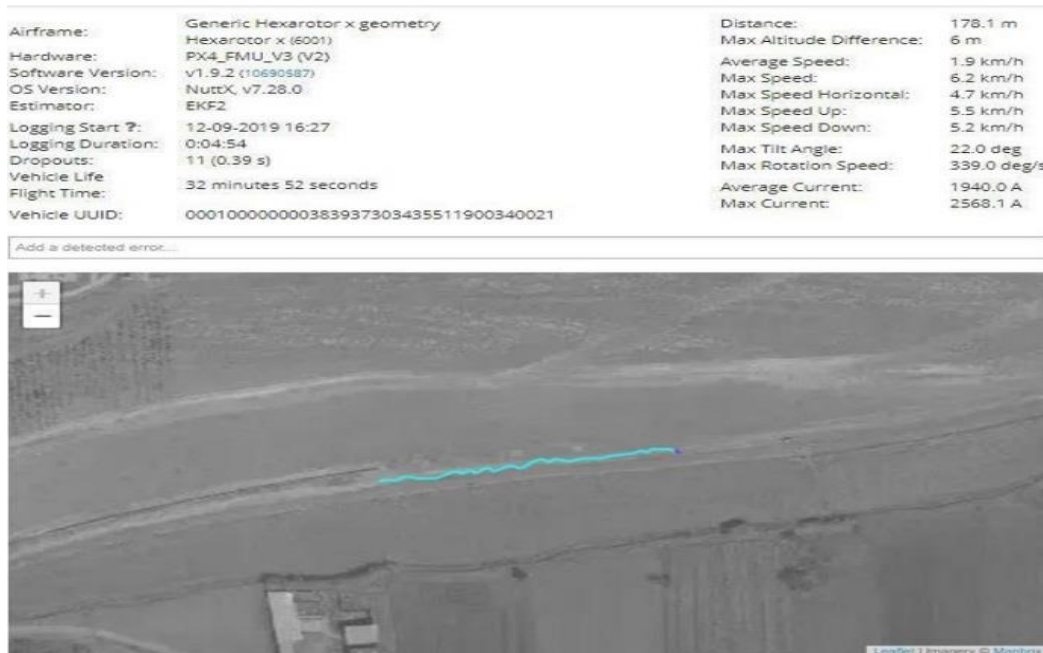 Airframe: Generic Hexarotor x geometry
Hexarotor x (6001)
Hardware: PX4_FMU_V3 (V2)
Software Version: v1.9.2 (10690587)
OS Version: NuttX, v7.28.0
Estimator: EKF2
Logging Start ?: 12-09-2019 16:27
Logging Duration: 0:04:54
Dropouts: 11 (0.39 s)
Vehicle Life
Flight Time: 32 minutes 52 seconds
Vehicle UUID: 000100000000383937303435511900340021
Distance: 178.1 m
Max Altitude Difference: 6 m
Average Speed: 1.9 km/h
Max Speed: 6.2 km/h
Max Speed Horizontal: 4.7 km/h
Max Speed Up: 5.5 km/h
Max Speed Down: 5.2 km/h
Max Tilt Angle: 22.0 deg
Max Rotation Speed: 339.0 deg/s
Average Current: 1940.0 A
Max Current: 2568.1 A
Add a detected error...
+
−
Leaflet | Imagery © Mapbox